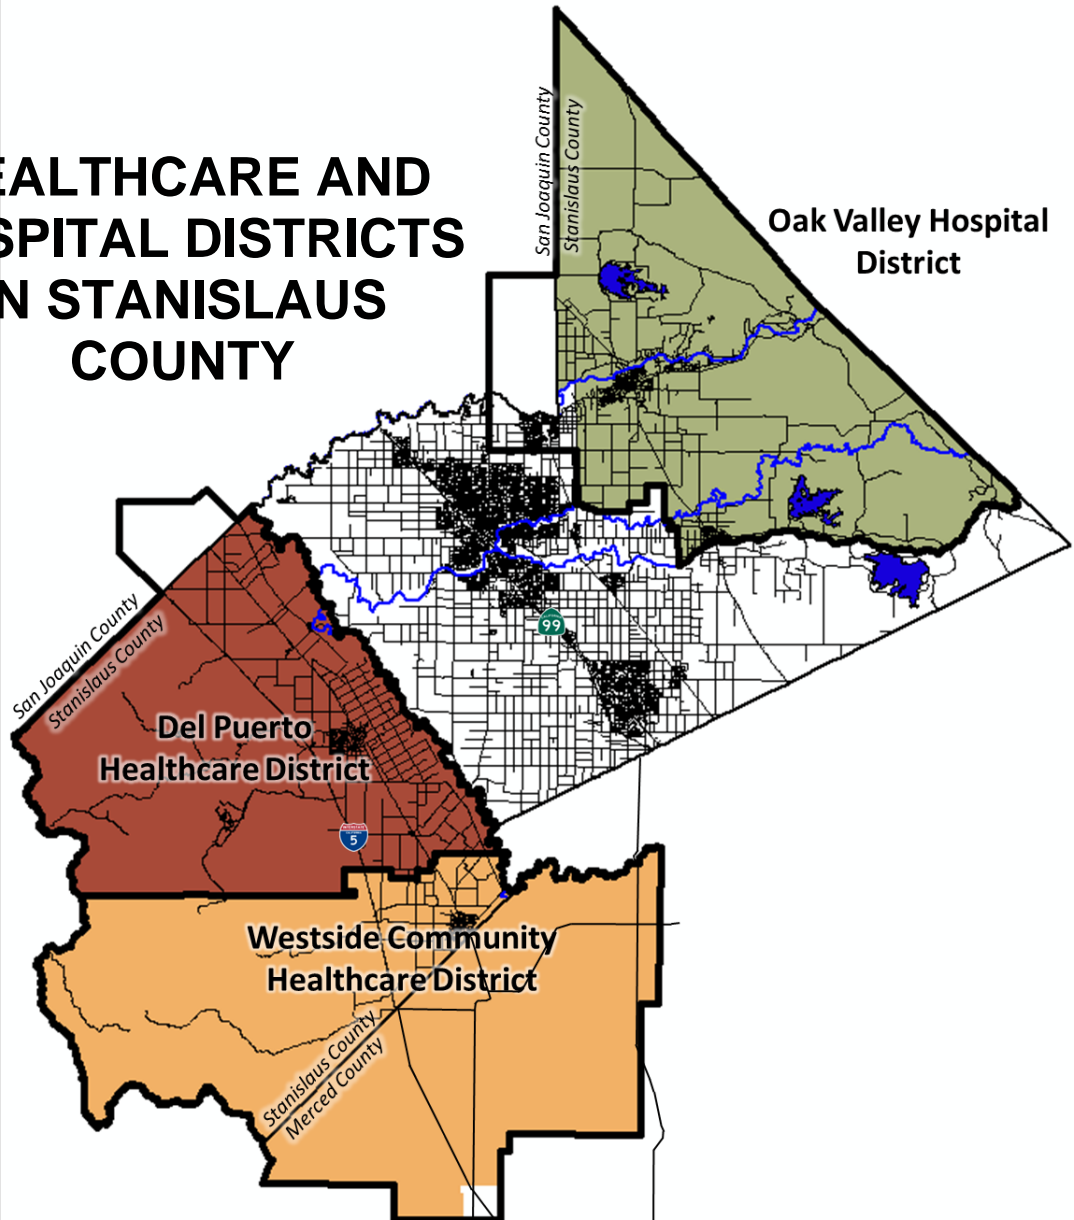 EALTHCARE AND
SPITAL DISTRICTS
N STANISLAUS
COUNTY
San Joaquin County
Stanislaus County
Oak Valley Hospital
District
99
San Joaquin County
Stanislaus County
Del Puerto
Healthcare District
5
Westside Community
Healthcare District
Stanislaus County
Merced County